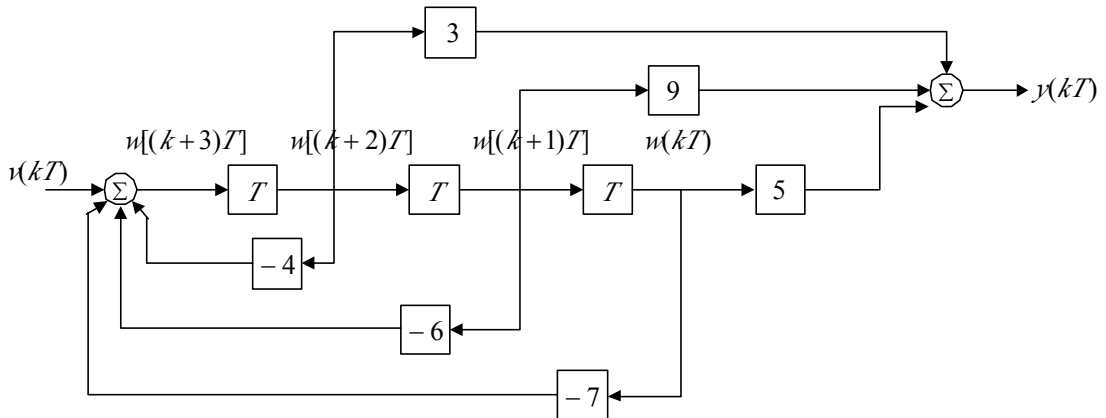 3
9
y(kT)
w[(k+3)T] w[(k+2)T] w[(k+1)T] w(kT)
v(kT)
Σ
Σ
T
T
T
5
−4
−6
−7